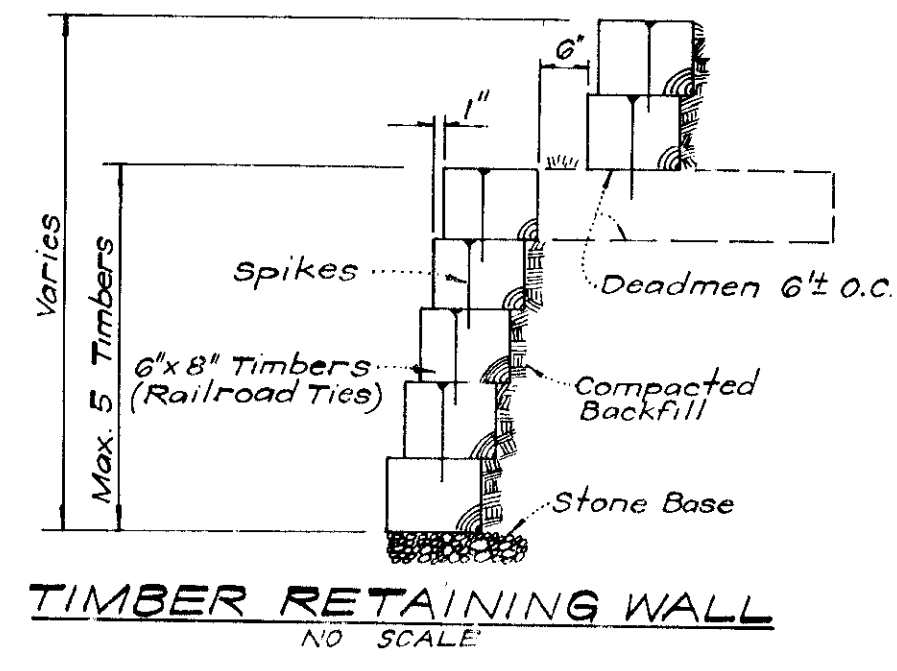 6"
1"
Varies
Max. 5 Timbers
Spikes
Deadmen 6'± O.C.
6" x 8" Timbers
(Railroad Ties)
Compacted
Backfill
Stone Base
TIMBER RETAINING WALL
NO SCALE